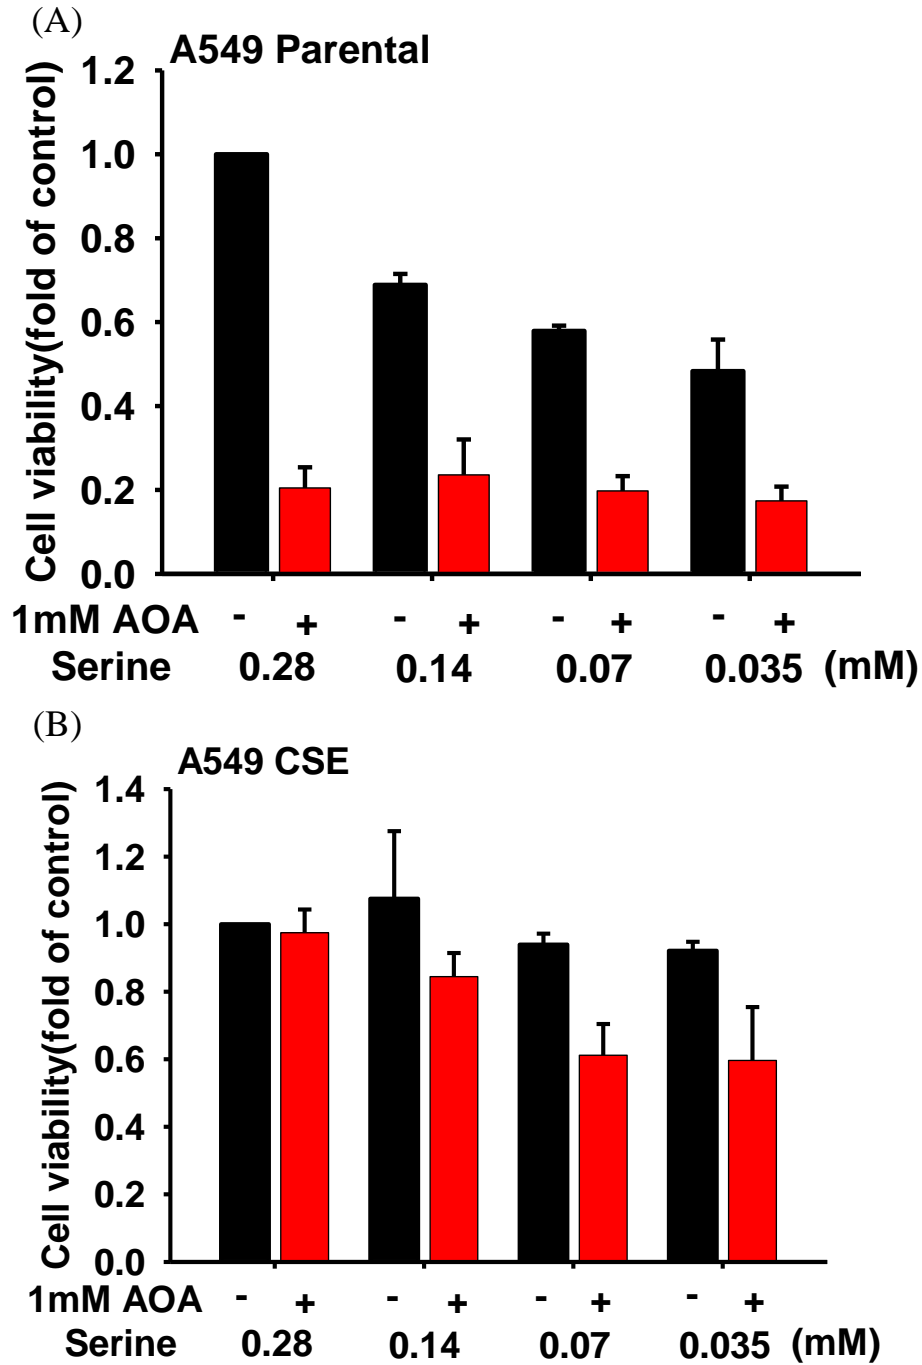 (A)
A549 Parental
Cell viability(fold of control)
1.2
1.0
0.8
0.6
0.4
0.2
0.0
1mM AOA - + - + - + - +
Serine 0.28 0.14 0.07 0.035 (mM)
(B)
A549 CSE
Cell viability(fold of control)
1.4
1.2
1.0
0.8
0.6
0.4
0.2
0.0
1mM AOA - + - + - + - +
Serine 0.28 0.14 0.07 0.035 (mM)